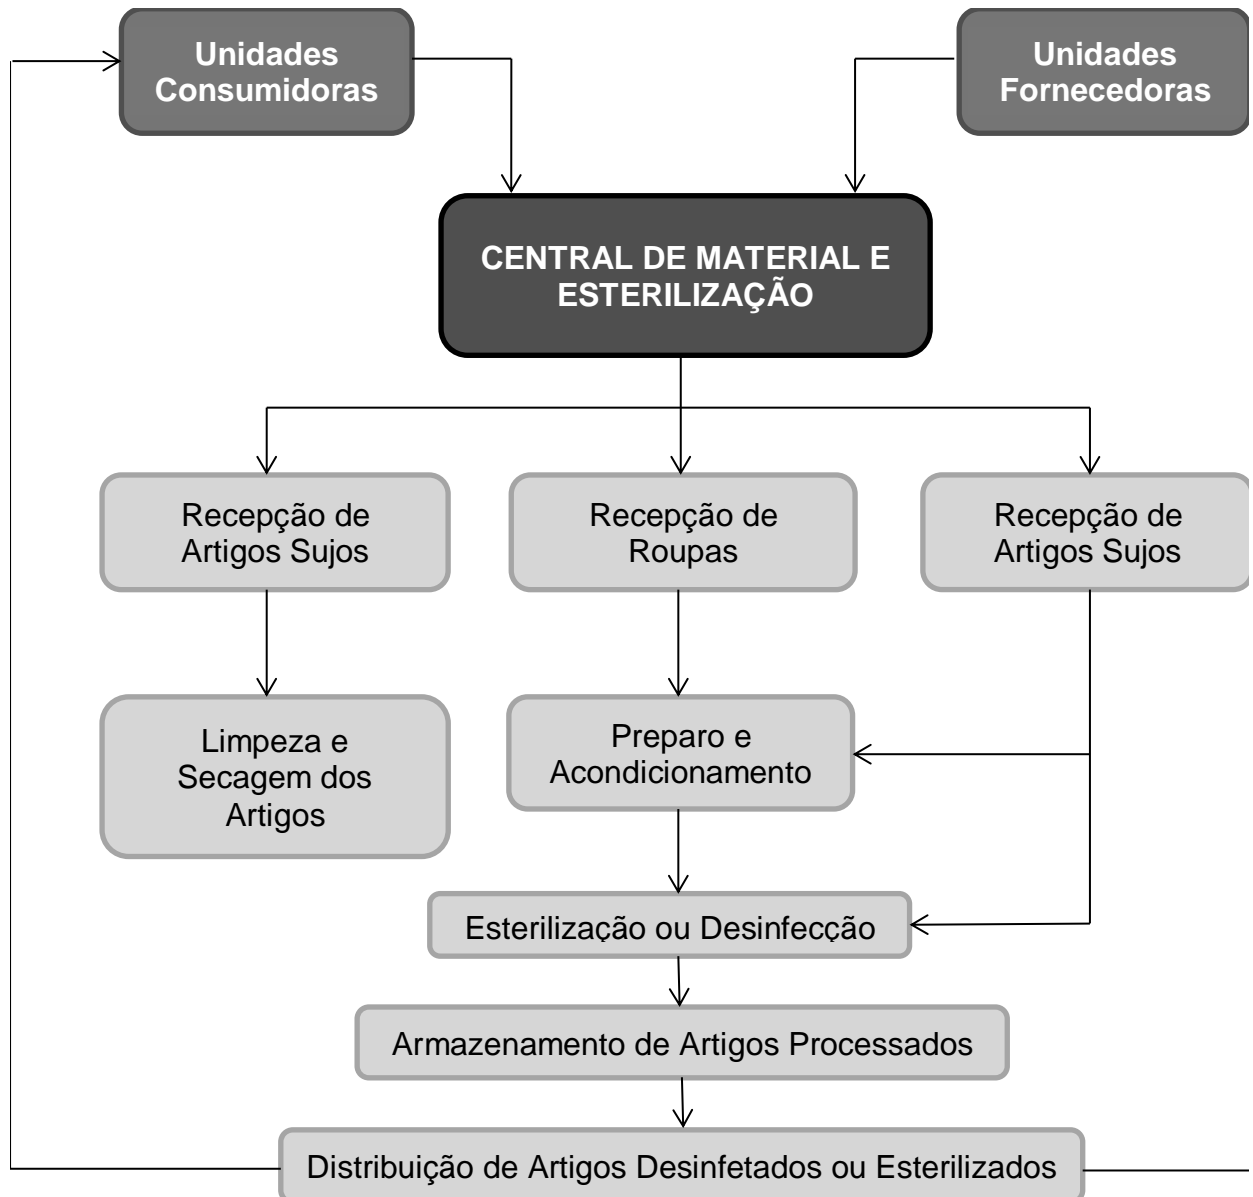 Unidades
Consumidoras
Unidades
Fornecedoras
CENTRAL DE MATERIAL E
ESTERILIZAÇÃO
Recepção de
Artigos Sujos
Recepção de
Roupas
Recepção de
Artigos Sujos
Limpeza e
Secagem dos
Artigos
Preparo e
Acondicionamento
Esterilização ou Desinfecção
Armazenamento de Artigos Processados
Distribuição de Artigos Desinfetados ou Esterilizados